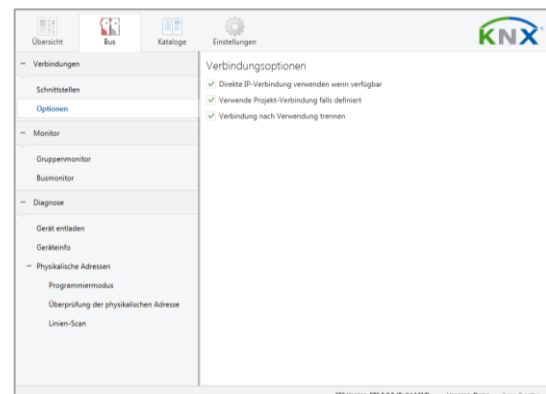 Übersicht
Bus
Kataloge
Einstellungen
KNX
Verbindungen
Schnittstellen
Optionen
Monitor
Gruppenmonitor
Busmonitor
Diagnose
Gerät entladen
Geräteinfo
Physikalische Adressen
Programmiermodus
Überprüfung der physikalischen Adresse
Linien-Scan
Verbindungsoptionen
Direkte IP-Verbindung verwenden wenn verfügbar
Verwende Projekt-Verbindung falls definiert
Verbindung nach Verwendung trennen